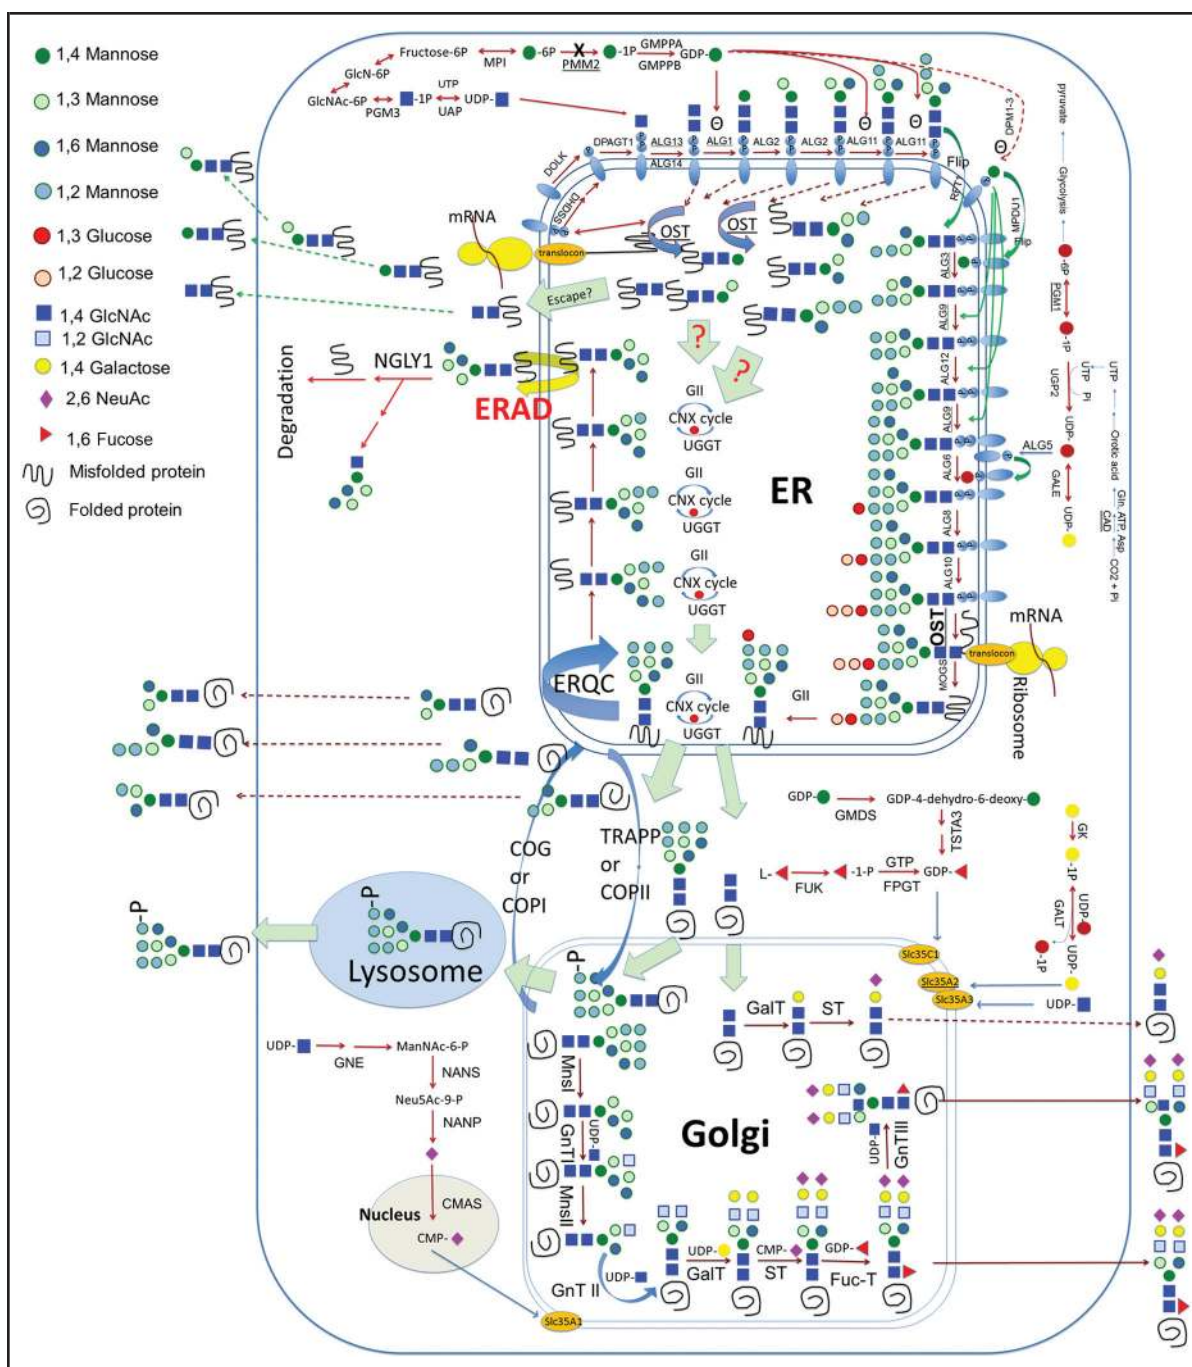 1,4 Mannose
1,3 Mannose
1,6 Mannose
1,2 Mannose
1,3 Glucose
1,2 Glucose
1,4 GlcNAc
1,2 GlcNAc
1,4 Galactose
2,6 NeuAc
1,6 Fucose
Misfolded protein
Folded protein
Fructose-6P
MPI
-6P
X
PMM2
-1P
GMPPA
GMPPB
GDP-
GlcN-6P
GlcNAc-6P
PGM3
-1P
UTP
UAP
UDP-
DPM1-3
Θ
Θ
Θ
Θ
DOLK
DPAGT1
ALG13
ALG14
ALG1
ALG2
ALG2
ALG11
ALG11
Flip
RFT1
MPDU1
Flip
DHDSS
mRNA
translocon
OST
OST
Escape?
?
?
NGLY1
Degradation
ERAD
GII
CNX cycle
UGGT
GII
CNX cycle
UGGT
GII
CNX cycle
UGGT
GII
CNX cycle
UGGT
ER
ERQC
GII
ALG3
ALG9
ALG12
ALG9
ALG6
ALG8
ALG10
OST
MOGS
translocon
mRNA
Ribosome
ALG5
pyruvate
Glycolysis
-6P
PGM1
-1P
UGP2
UTP
Pi
UTP
UDP-
GALE
UDP-
Orotic acid
Gln, ATP, Asp
CAD
CO2 + Pi
COG
or
COPI
TRAPP
or
COPII
GDP-
GMDS
GDP-4-dehydro-6-deoxy-
TSTA3
L-
FUK
-1-P
GTP
FPGT
GDP-
GK
-1P
UDP-
GALT
-1P
UDP-
UDP-
Slc35C1
Slc35A2
Slc35A3
-P
Lysosome
-P
-P
UDP-
GNE
ManNAc-6-P
NANS
Neu5Ac-9-P
NANP
CMAS
Nucleus
CMP-
Slc35A1
MnsI
GnTI
UDP-
MnsII
GnT II
UDP-
GalT
ST
Golgi
UDP-
GalT
CMP-
ST
GDP-
Fuc-T
UDP-
GnTIII